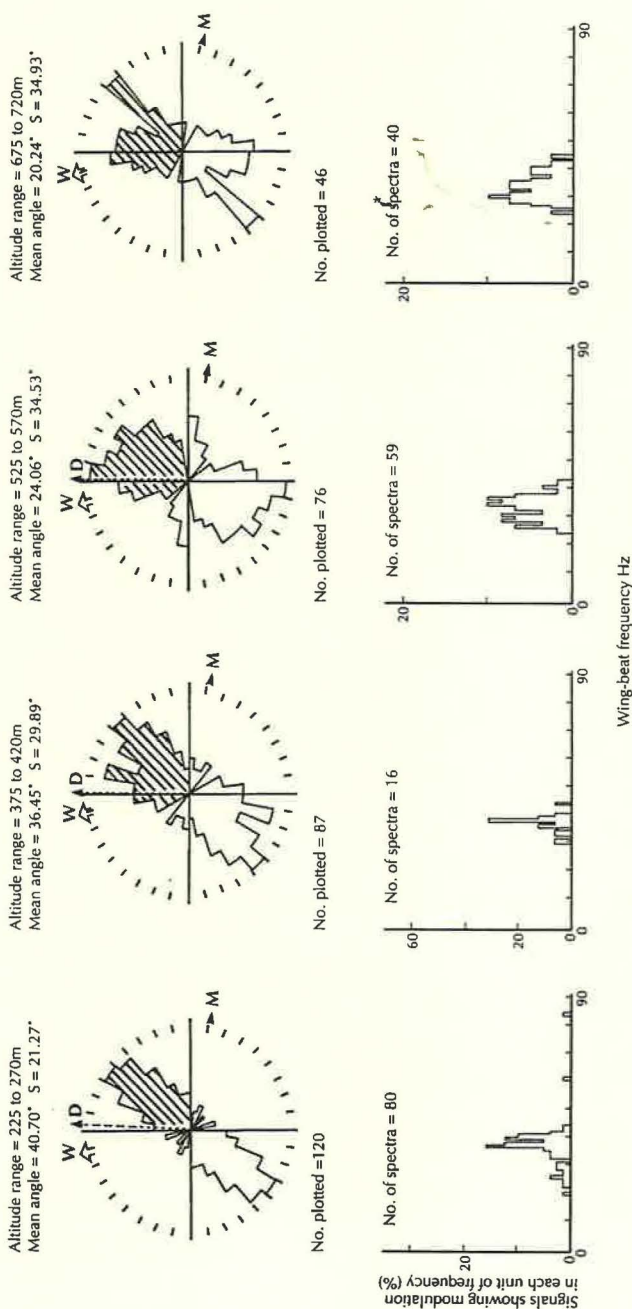 Altitude range = 225 to 270m
Mean angle = 40.70° S = 21.27°
W
D
M
No. plotted =120
Altitude range = 375 to 420m
Mean angle = 36.45° S = 29.89°
W
D
M
No. plotted = 87
Altitude range = 525 to 570m
Mean angle = 24.06° S = 34.53°
W
D
M
No. plotted = 76
Altitude range = 675 to 720m
Mean angle = 20.24° S = 34.93°
W
M
No. plotted = 46
Signals showing modulation
in each unit of frequency (%)
No. of spectra = 80
20
0
0
90
No. of spectra = 16
60
20
0
0
90
No. of spectra = 59
20
0
0
90
No. of spectra = 40
20
0
0
90
Wing-beat frequency Hz